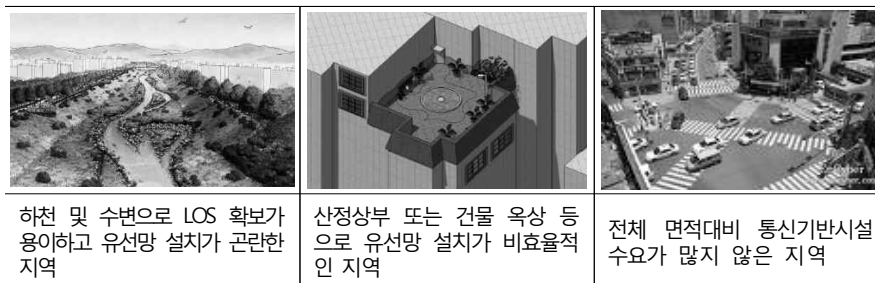 하천 및 수변으로 LOS 확보가
용이하고 유선망 설치가 곤란한
지역
산정상부 또는 건물 옥상 등
으로 유선망 설치가 비효율적
인 지역
전체 면적대비 통신기반시설
수요가 많지 않은 지역